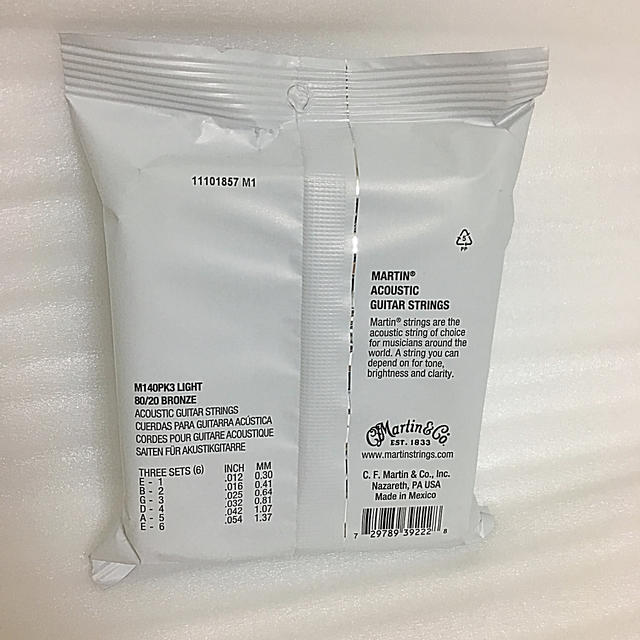 11101857 M1
M140PK3 LIGHT
80/20 BRONZE
ACOUSTIC GUITAR STRINGS
CUERDAS PARA GUITARRA ACÚSTICA
CORDES POUR GUITARE ACOUSTIQUE
SAITEN FÜR AKUSTIKGITARRE
THREE SETS (6) INCH MM
E - 1 .012 0.30
B - 2 .016 0.41
G - 3 .025 0.64
D - 4 .032 0.81
A - 5 .042 1.07
E - 6 .054 1.37
5
PP
MARTIN®
ACOUSTIC
GUITAR STRINGS
Martin® strings are the
acoustic string of choice
for musicians around the
world. A string you can
depend on for tone,
brightness and clarity.
CF Martin & Co.
EST. 1833
www.martinstrings.com
C. F. Martin & Co., Inc.
Nazareth, PA USA
Made in Mexico
7 29789 39222 8